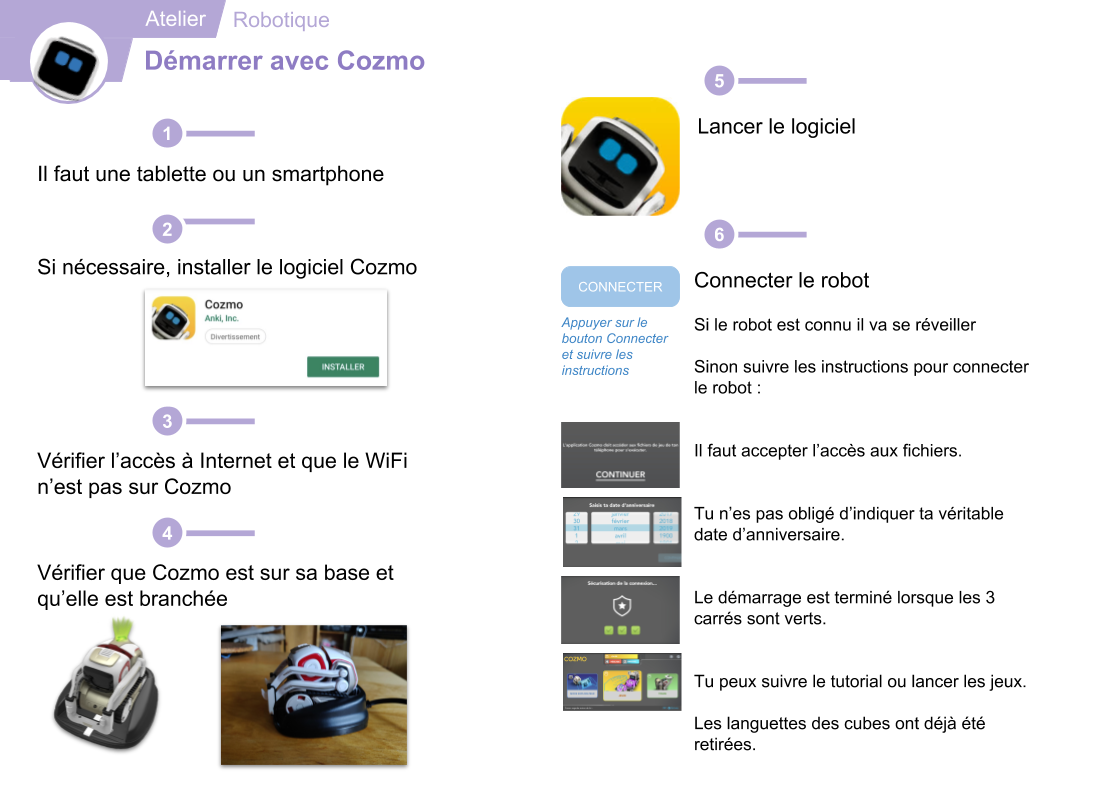 Atelier
Robotique
Démarrer avec Cozmo
1
Il faut une tablette ou un smartphone
2
Si nécessaire, installer le logiciel Cozmo
Cozmo
Anki, Inc.
Divertissement
INSTALLER
3
Vérifier l’accès à Internet et que le WiFi
n’est pas sur Cozmo
4
Vérifier que Cozmo est sur sa base et
qu’elle est branchée
5
Lancer le logiciel
6
CONNECTER
Appuyer sur le
bouton Connecter
et suivre les
instructions
Connecter le robot
Si le robot est connu il va se réveiller
Sinon suivre les instructions pour connecter
le robot :
L'application Cozmo doit accéder aux fichiers de jeu de ton
téléphone pour s'exécuter.
CONTINUER
Il faut accepter l’accès aux fichiers.
Saisis ta date d'anniversaire
30 février 2018
31 mars 2019
1 avril 1900
Tu n’es pas obligé d’indiquer ta véritable
date d’anniversaire.
Sécurisation de la connexion...
Le démarrage est terminé lorsque les 3
carrés sont verts.
COZMO
Tu peux suivre le tutorial ou lancer les jeux.
Les languettes des cubes ont déjà été
retirées.